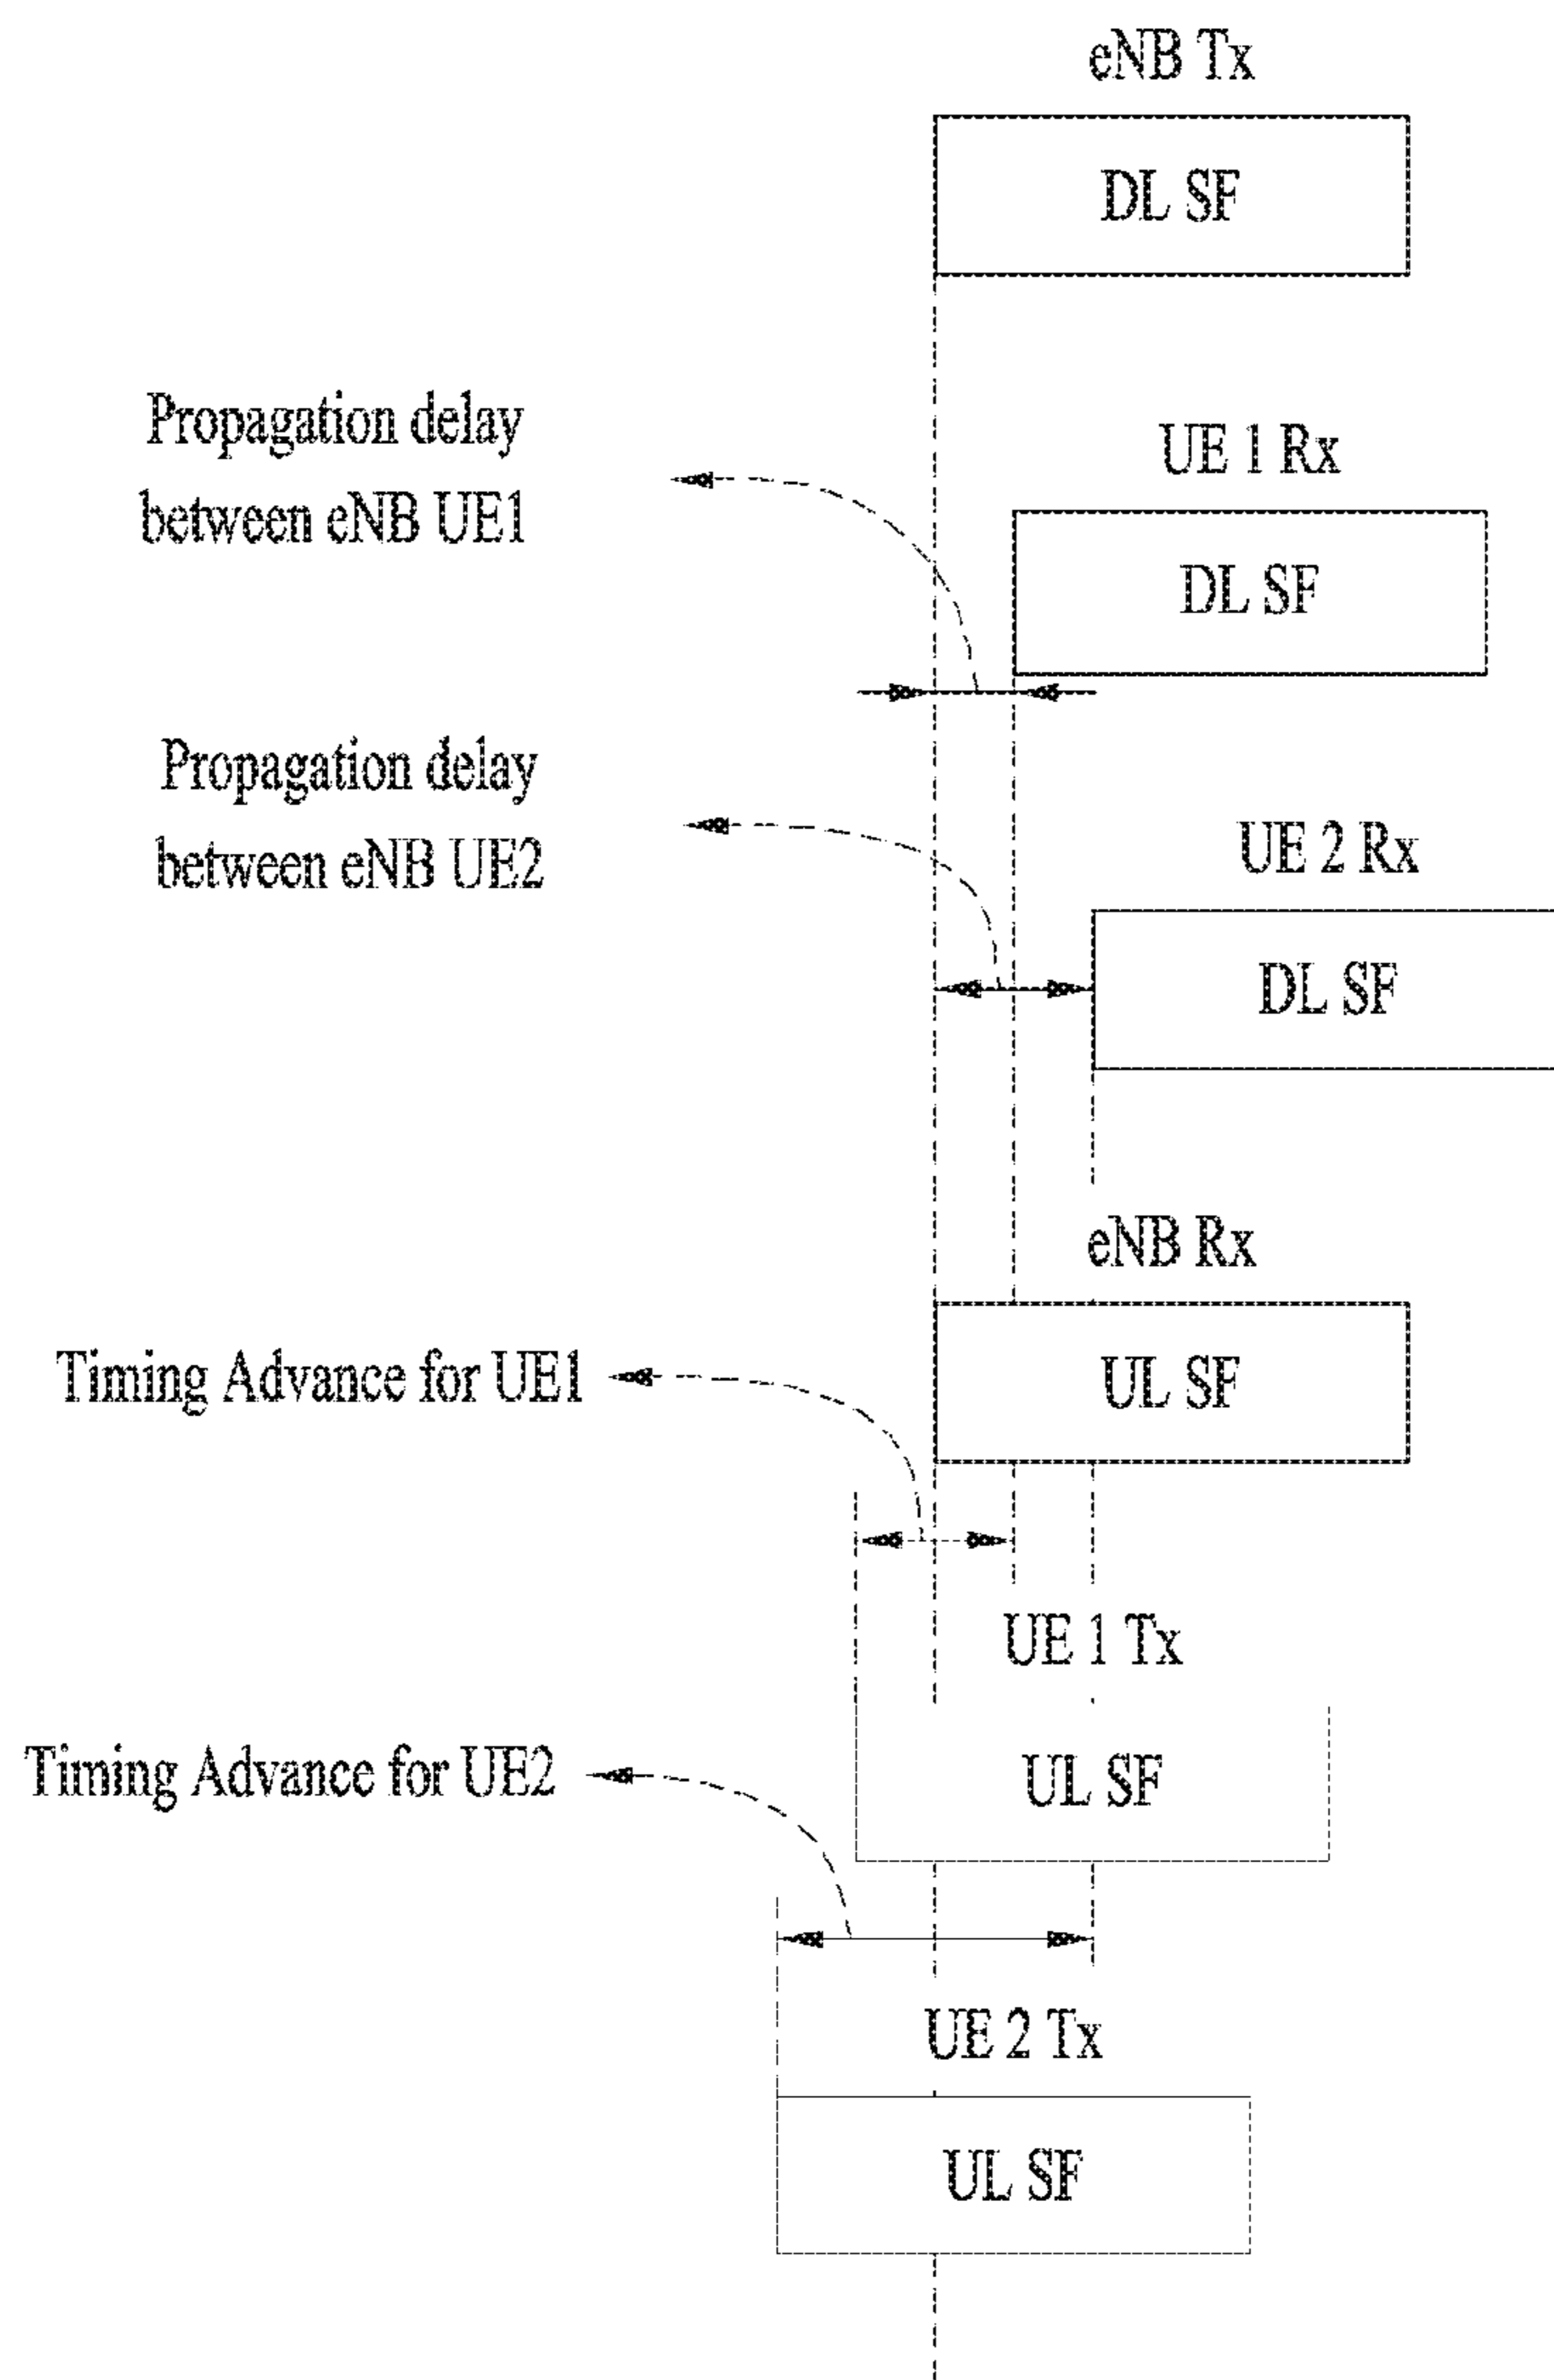 eNB Tx
DL SF
Propagation delay
between eNB UE1
UE 1 Rx
DL SF
Propagation delay
between eNB UE2
UE 2 Rx
DL SF
eNB Rx
UL SF
Timing Advance for UE1
UE 1 Tx
UL SF
Timing Advance for UE2
UE 2 Tx
UL SF